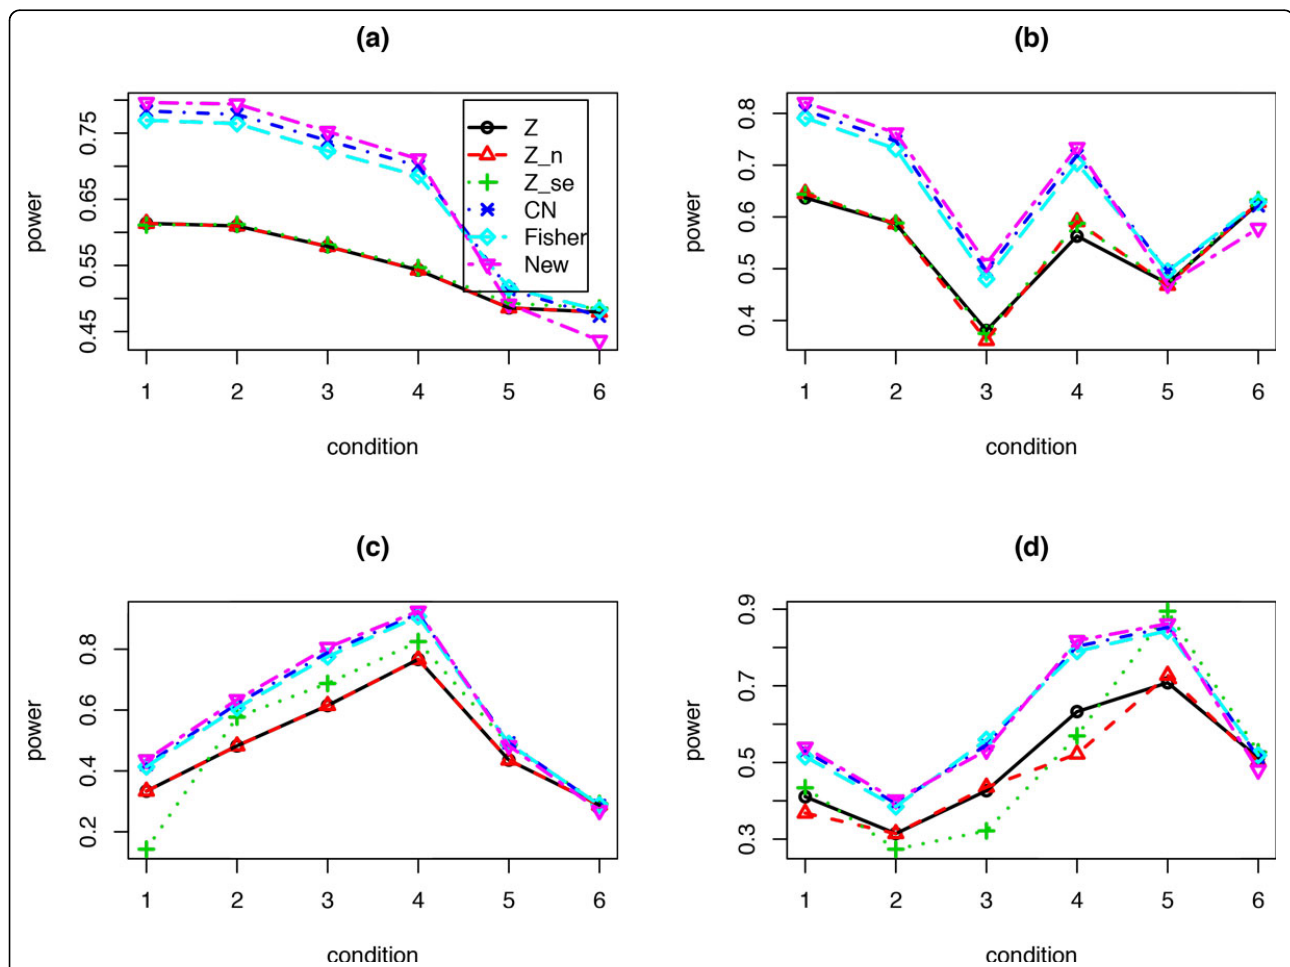 (a)
power
0.45 0.55 0.65 0.75
Z
Z_n
Z_se
CN
Fisher
New
1 2 3 4 5 6
condition
(b)
power
0.4 0.5 0.6 0.7 0.8
1 2 3 4 5 6
condition
(c)
power
0.2 0.4 0.6 0.8
1 2 3 4 5 6
condition
(d)
power
0.3 0.5 0.7 0.9
1 2 3 4 5 6
condition